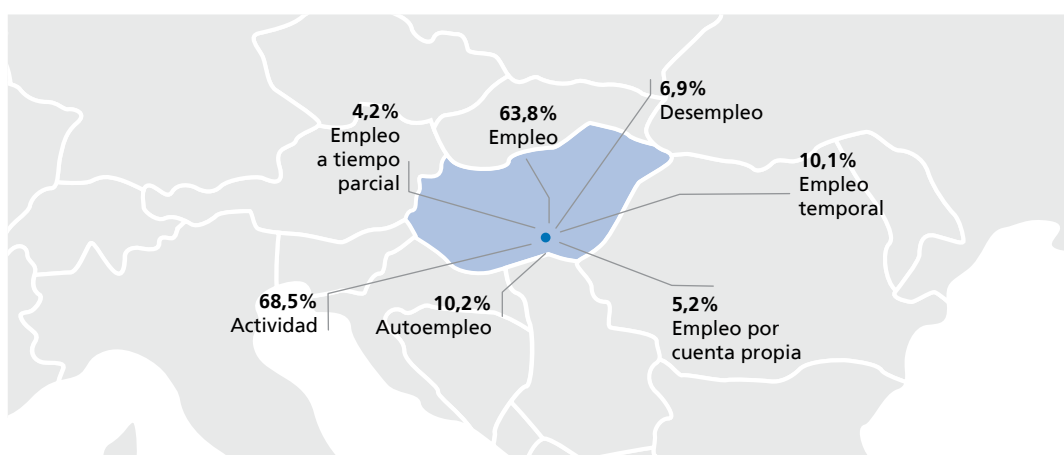 6,9%
Desempleo
4,2%
Empleo
a tiempo
parcial
63,8%
Empleo
10,1%
Empleo
temporal
68,5%
Actividad
10,2%
Autoempleo
5,2%
Empleo por
cuenta propia